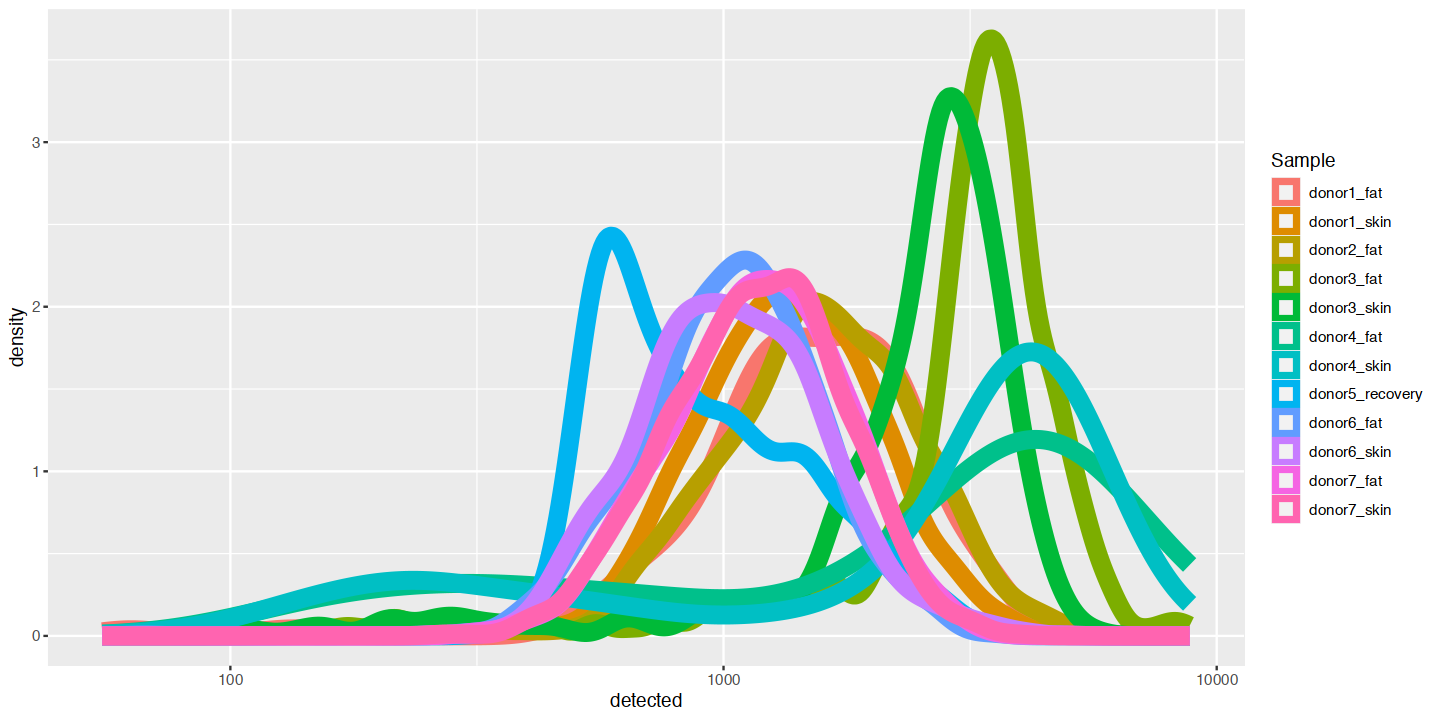 density
3
2
1
0
100
1000
10000
detected
Sample
donor1_fat
donor1_skin
donor2_fat
donor3_fat
donor3_skin
donor4_fat
donor4_skin
donor5_recovery
donor6_fat
donor6_skin
donor7_fat
donor7_skin